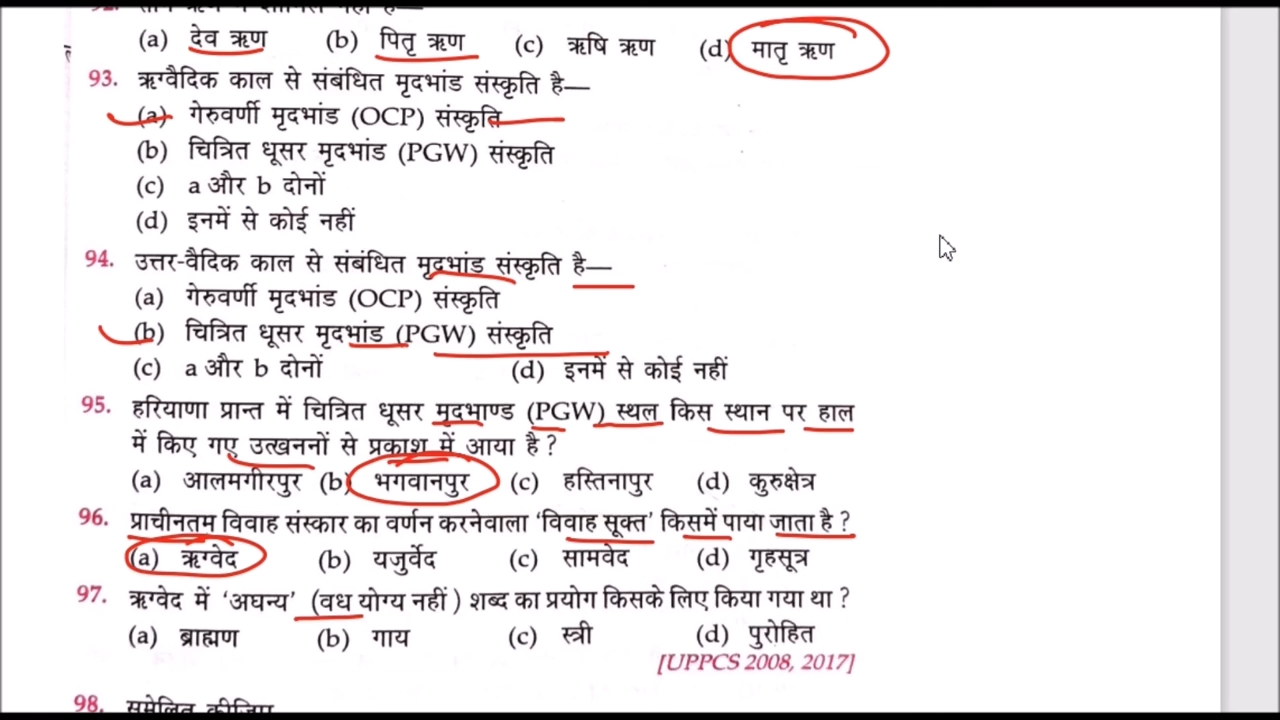 (a) देव ऋण (b) पितृ ऋण (c) ऋषि ऋण (d) मातृ ऋण
93. ऋग्वैदिक काल से संबंधित मृदभांड संस्कृति है—
(a) गेरुवर्णी मृदभांड (OCP) संस्कृति
(b) चित्रित धूसर मृदभांड (PGW) संस्कृति
(c) a और b दोनों
(d) इनमें से कोई नहीं
94. उत्तर-वैदिक काल से संबंधित मृदभांड संस्कृति है—
(a) गेरुवर्णी मृदभांड (OCP) संस्कृति
(b) चित्रित धूसर मृदभांड (PGW) संस्कृति
(c) a और b दोनों (d) इनमें से कोई नहीं
95. हरियाणा प्रान्त में चित्रित धूसर मृदभाण्ड (PGW) स्थल किस स्थान पर हाल
में किए गए उत्खननों से प्रकाश में आया है ?
(a) आलमगीरपुर (b) भगवानपुर (c) हस्तिनापुर (d) कुरुक्षेत्र
96. प्राचीनतम विवाह संस्कार का वर्णन करनेवाला ‘विवाह सूक्त’ किसमें पाया जाता है ?
(a) ऋग्वेद (b) यजुर्वेद (c) सामवेद (d) गृहसूत्र
97. ऋग्वेद में ‘अघन्य’ (वध योग्य नहीं) शब्द का प्रयोग किसके लिए किया गया था ?
(a) ब्राह्मण (b) गाय (c) स्त्री (d) पुरोहित
[UPPCS 2008, 2017]
98. सुमेलित कीजिए